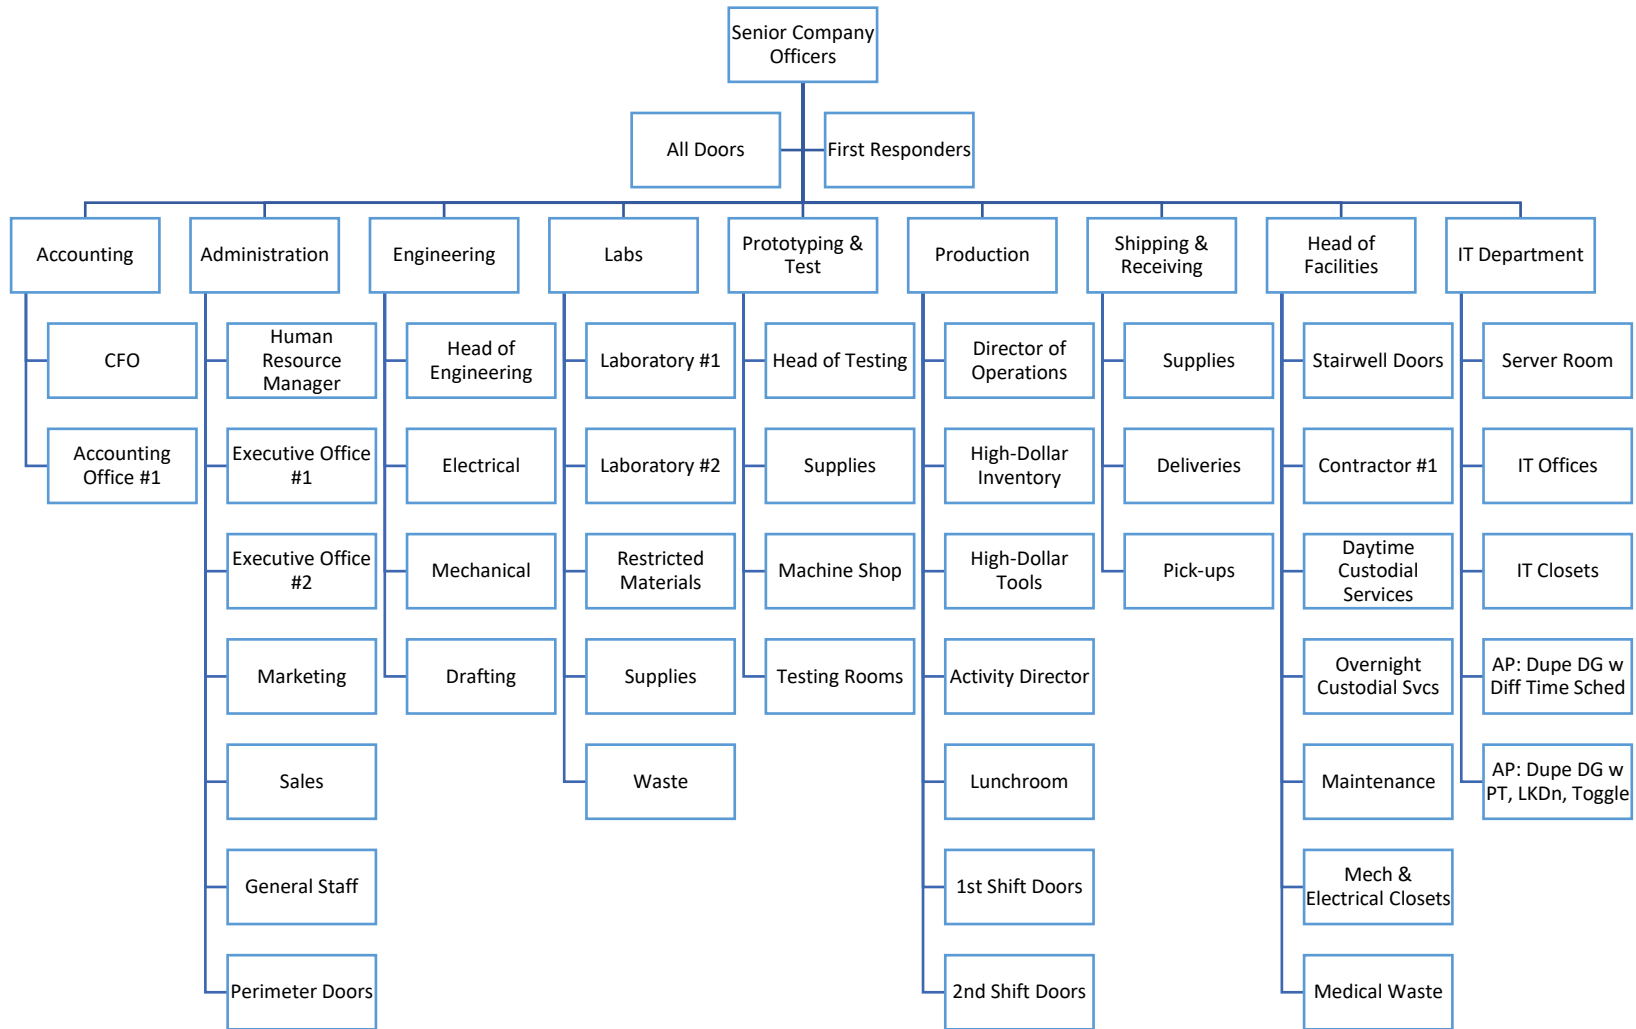 Senior Company
Officers
All Doors
First Responders
Accounting
Administration
Engineering
Labs
Prototyping &
Test
Production
Shipping &
Receiving
Head of
Facilities
IT Department
CFO
Accounting
Office #1
Human
Resource
Manager
Executive Office
#1
Executive Office
#2
Marketing
Sales
General Staff
Perimeter Doors
Head of
Engineering
Electrical
Mechanical
Drafting
Laboratory #1
Laboratory #2
Restricted
Materials
Supplies
Waste
Head of Testing
Supplies
Machine Shop
Testing Rooms
Director of
Operations
High-Dollar
Inventory
High-Dollar
Tools
Activity Director
Lunchroom
1st Shift Doors
2nd Shift Doors
Supplies
Deliveries
Pick-ups
Stairwell Doors
Contractor #1
Daytime
Custodial
Services
Overnight
Custodial Svcs
Maintenance
Mech &
Electrical Closets
Medical Waste
Server Room
IT Offices
IT Closets
AP: Dupe DG w
Diff Time Sched
AP: Dupe DG w
PT, LKDn, Toggle